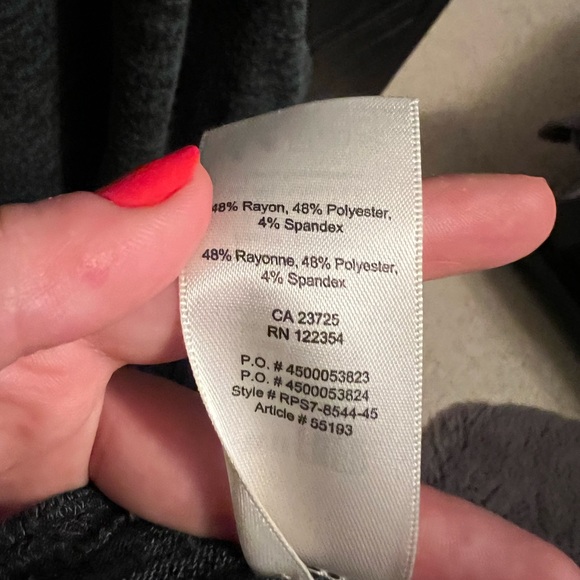 48% Rayon, 48% Polyester,
4% Spandex
48% Rayonne, 48% Polyester,
4% Spandex
CA 23725
RN 122354
P.O. # 4500053823
P.O. # 4500053824
Style # RPS7-8544-45
Article # 55193